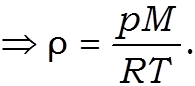 ⇒ ρ = pM/RT.